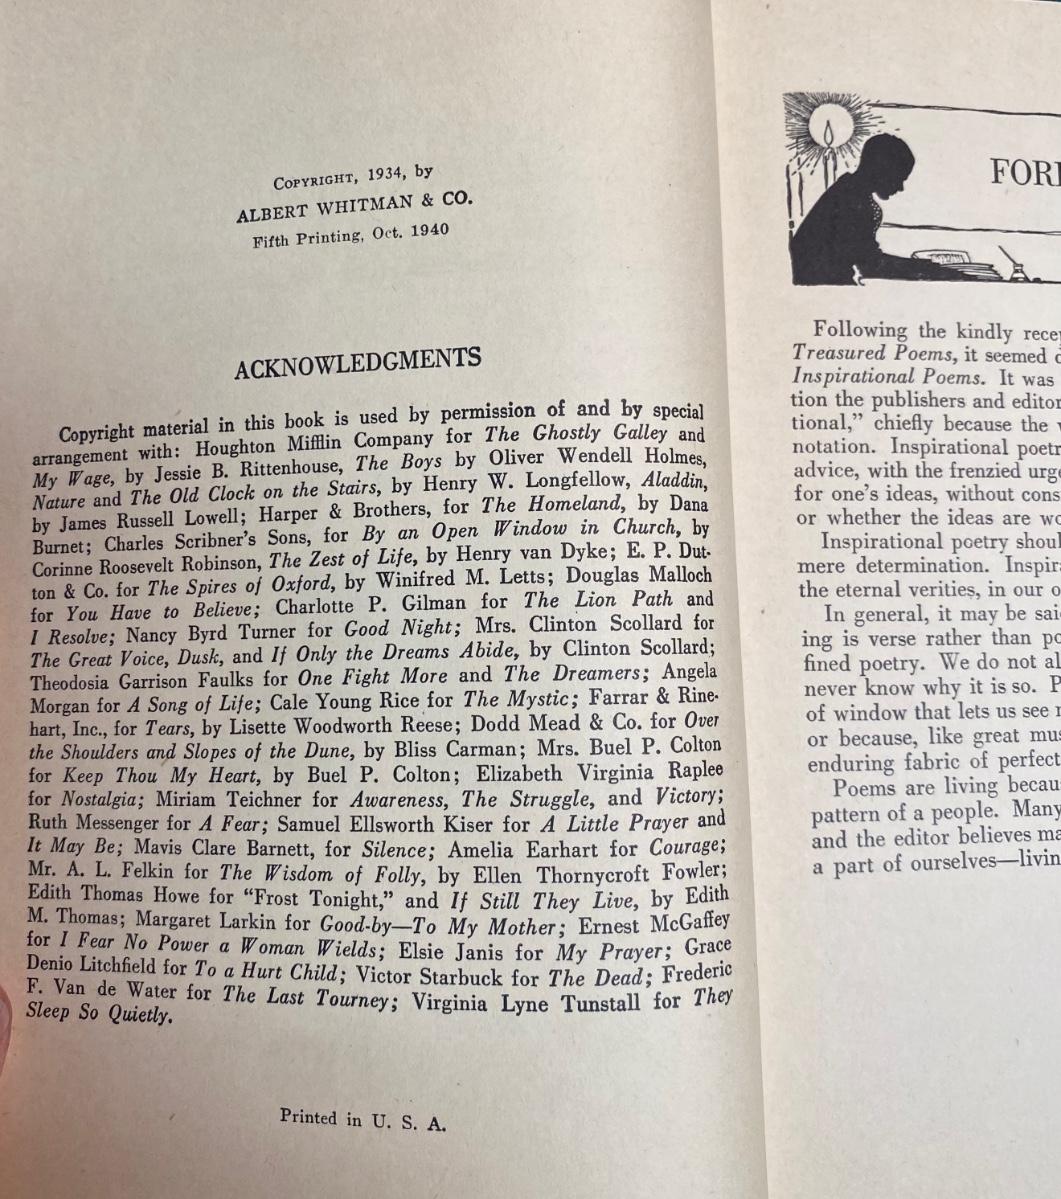 COPYRIGHT, 1934, by
ALBERT WHITMAN & CO.
Fifth Printing, Oct. 1940
ACKNOWLEDGMENTS
Copyright material in this book is used by permission of and by special
arrangement with: Houghton Mifflin Company for The Ghostly Galley and
My Wage, by Jessie B. Rittenhouse, The Boys by Oliver Wendell Holmes,
Nature and The Old Clock on the Stairs, by Henry W. Longfellow, Aladdin,
by James Russell Lowell; Harper & Brothers, for The Homeland, by Dana
Burnet; Charles Scribner's Sons, for By an Open Window in Church, by
Corinne Roosevelt Robinson, The Zest of Life, by Henry van Dyke; E. P. Dut-
ton & Co. for The Spires of Oxford, by Winifred M. Letts; Douglas Malloch
for You Have to Believe; Charlotte P. Gilman for The Lion Path and
I Resolve; Nancy Byrd Turner for Good Night; Mrs. Clinton Scollard for
The Great Voice, Dusk, and If Only the Dreams Abide, by Clinton Scollard;
Theodosia Garrison Faulks for One Fight More and The Dreamers; Angela
Morgan for A Song of Life; Cale Young Rice for The Mystic; Farrar & Rine-
hart, Inc., for Tears, by Lisette Woodworth Reese; Dodd Mead & Co. for Over
the Shoulders and Slopes of the Dune, by Bliss Carman; Mrs. Buel P. Colton
for Keep Thou My Heart, by Buel P. Colton; Elizabeth Virginia Raplee
for Nostalgia; Miriam Teichner for Awareness, The Struggle, and Victory;
Ruth Messenger for A Fear; Samuel Ellsworth Kiser for A Little Prayer and
It May Be; Mavis Clare Barnett, for Silence; Amelia Earhart for Courage;
Mr. A. L. Felkin for The Wisdom of Folly, by Ellen Thornycroft Fowler;
Edith Thomas Howe for "Frost Tonight," and If Still They Live, by Edith
M. Thomas; Margaret Larkin for Good-by—To My Mother; Ernest McGaffey
for I Fear No Power a Woman Wields; Elsie Janis for My Prayer; Grace
Denio Litchfield for To a Hurt Child; Victor Starbuck for The Dead; Frederic
F. Van de Water for The Last Tourney; Virginia Lyne Tunstall for They
Sleep So Quietly.
Printed in U. S. A.
Following the kindly
Treasured Poems, it seemed
Inspirational Poems. It was
tion the publishers and editor
tional," chiefly because the
notation. Inspirational
advice, with the frenzied
for one's ideas, without
or whether the ideas are
Inspirational poetry
mere determination.
the eternal verities, in our
In general, it may be
ing is verse rather than
fined poetry. We do not
never know why it is so.
of window that lets us see
or because, like great
enduring fabric of
Poems are living
pattern of a people. Many
and the editor believes
a part of ourselves—